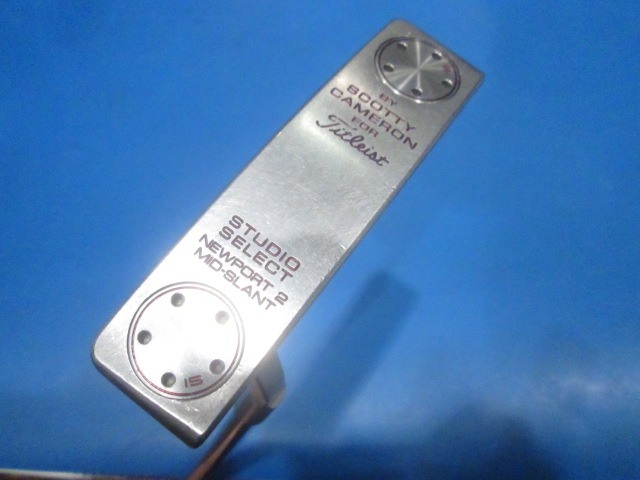 BY
SCOTTY
CAMERON
FOR
Titleist
STUDIO
SELECT
NEWPORT 2
MID-SLANT
15